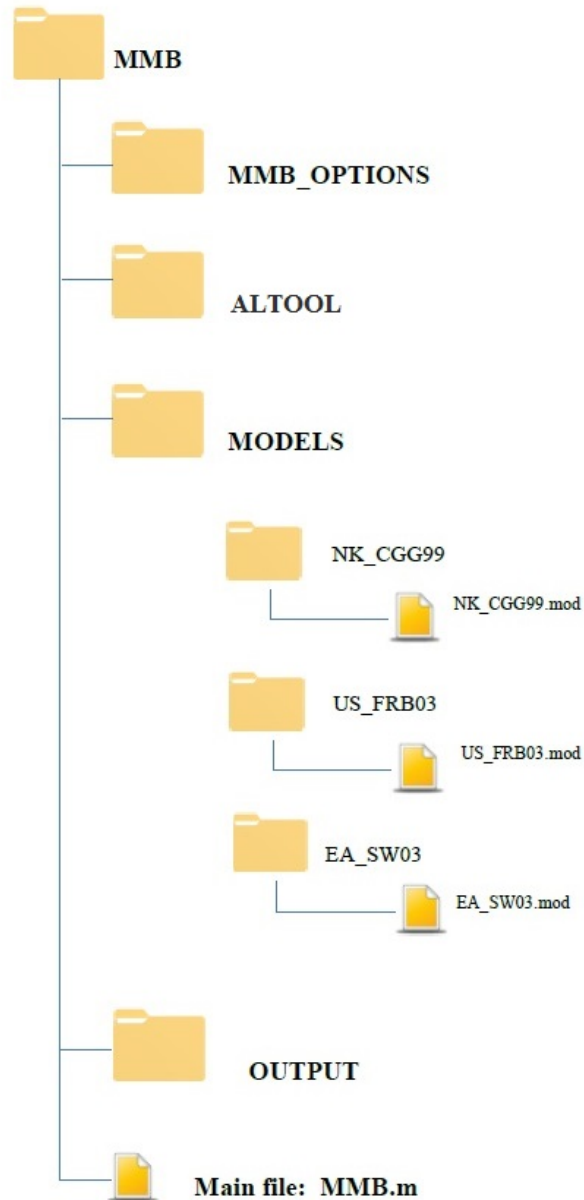 MMB
MMB_OPTIONS
ALTOOL
MODELS
NK_CGG99
NK_CGG99.mod
US_FRB03
US_FRB03.mod
EA_SW03
EA_SW03.mod
OUTPUT
Main file: MMB.m